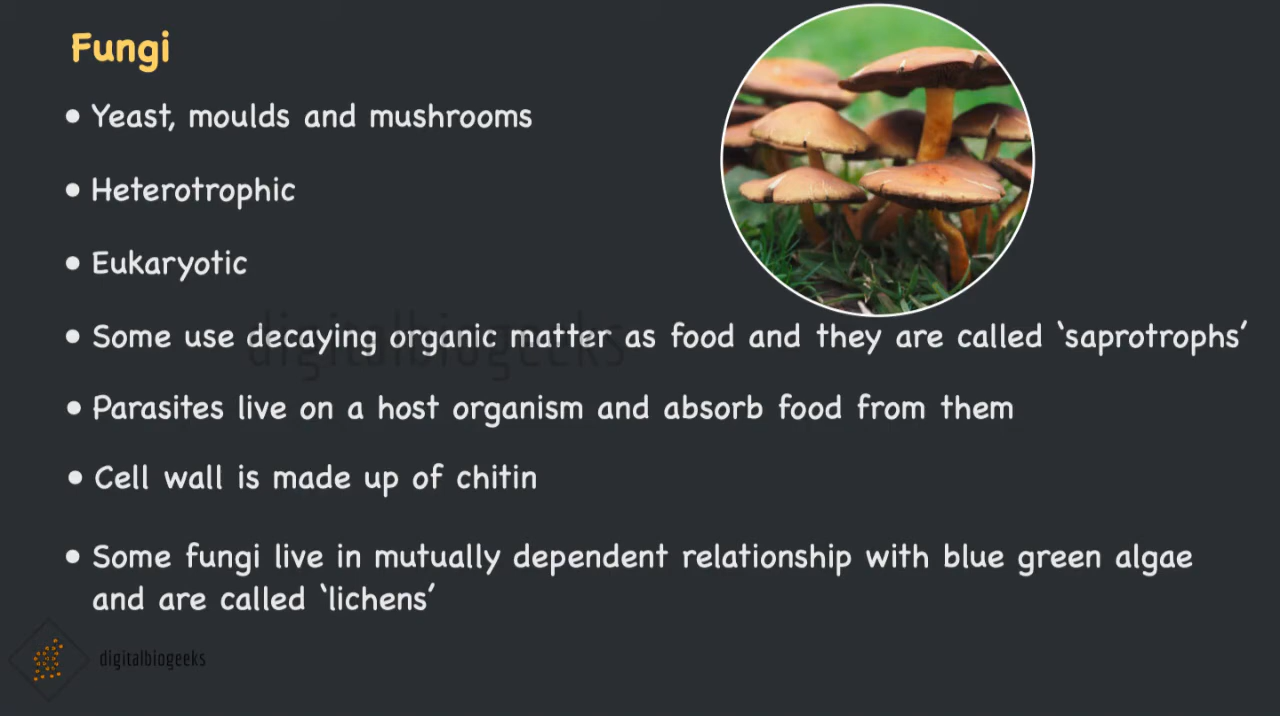 Fungi
• Yeast, moulds and mushrooms
• Heterotrophic
• Eukaryotic
• Some use decaying organic matter as food and they are called ‛saprotrophs’
• Parasites live on a host organism and absorb food from them
• Cell wall is made up of chitin
• Some fungi live in mutually dependent relationship with blue green algae
and are called ‛lichens’
digitalbiogeeks
digitalbiogeeks